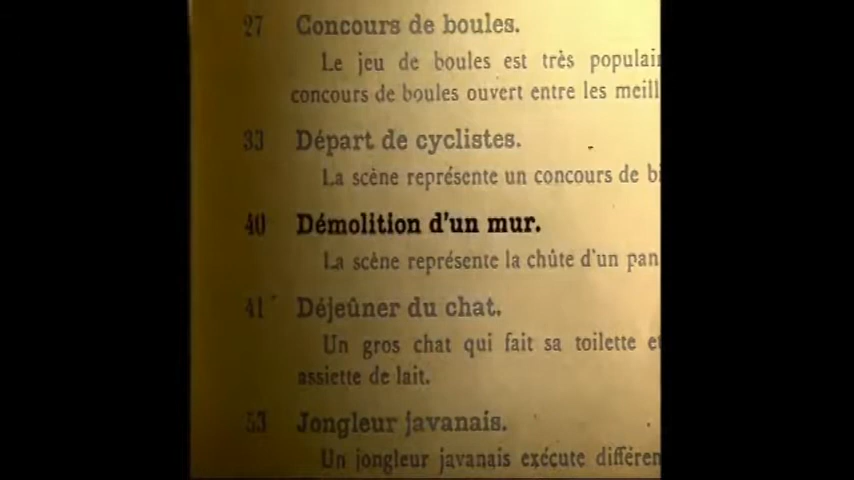 27 Concours de boules.
Le jeu de boules est très populai
concours de boules ouvert entre les meill
33 Départ de cyclistes.
La scène représente un concours de bi
40 Démolition d'un mur.
La scène représente la chûte d'un pan
41 Déjeûner du chat.
Un gros chat qui fait sa toilette et
assiette de lait.
53 Jongleur javanais.
Un jongleur javanais exécute différen